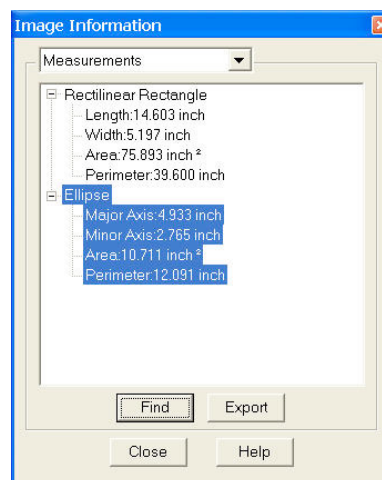 Image Information
Measurements
Rectilinear Rectangle
Length:14.603 inch
Width:5.197 inch
Area:75.893 inch ²
Perimeter:39.600 inch
Ellipse
Major Axis:4.933 inch
Minor Axis:2.765 inch
Area:10.711 inch ²
Perimeter:12.091 inch
Find Export
Close Help